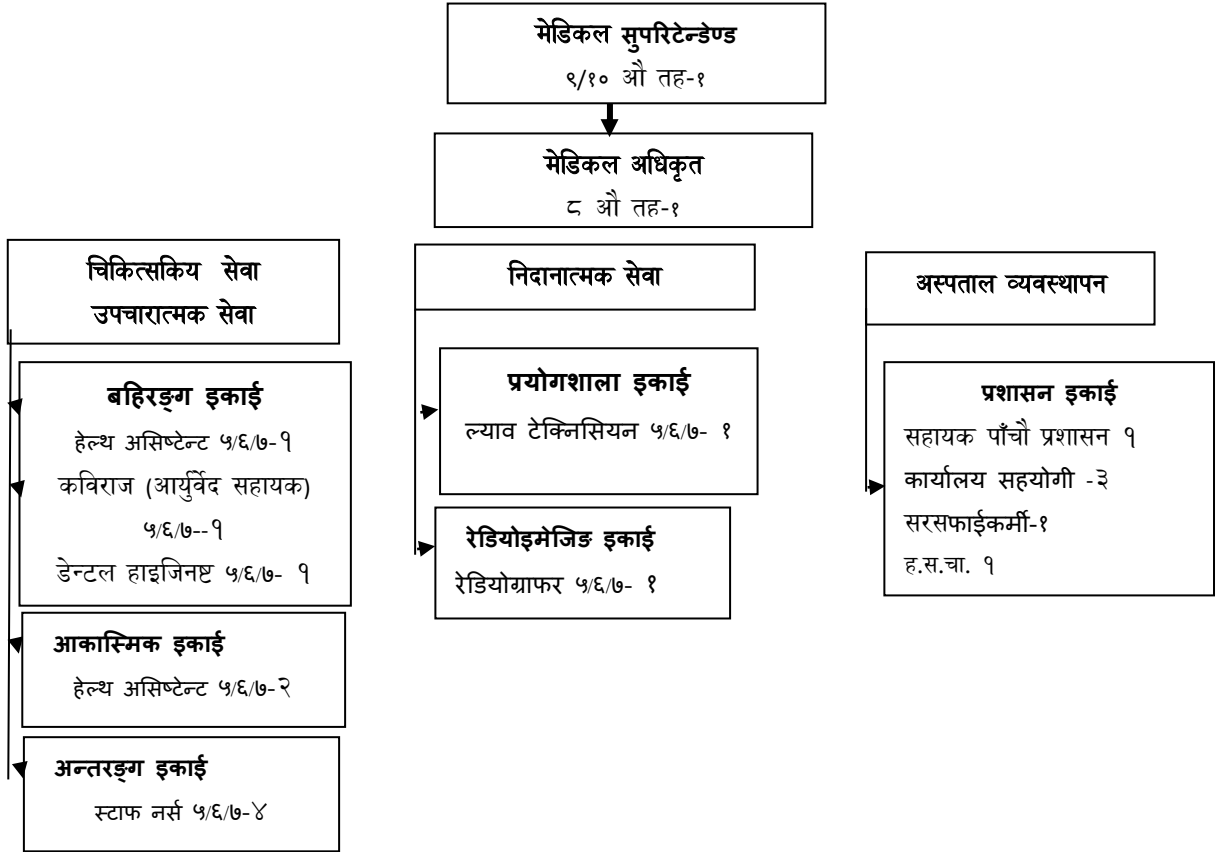 मेडिकल सुपरिटेन्डेण्ड
९/१० औ तह-१
मेडिकल अधिकृत
८ औ तह-१
चिकित्सकिय सेवा
उपचारात्मक सेवा
बहिरङ्ग इकाई
हेल्थ असिष्टेन्ट ५/६/७-१
कविराज (आर्युर्वेद सहायक)
५/६/७--१
डेन्टल हाइजिनष्ट ५/६/७- १
आकास्मिक इकाई
हेल्थ असिष्टेन्ट ५/६/७-२
अन्तरङ्ग इकाई
स्टाफ नर्स ५/६/७-४
निदानात्मक सेवा
प्रयोगशाला इकाई
ल्याव टेक्निसियन ५/६/७- १
रेडियोइमेजिङ इकाई
रेडियोग्राफर ५/६/७- १
अस्पताल व्यवस्थापन
प्रशासन इकाई
सहायक पाँचौ प्रशासन १
कार्यालय सहयोगी -३
सरसफाईकर्मी-१
ह.स.चा. १